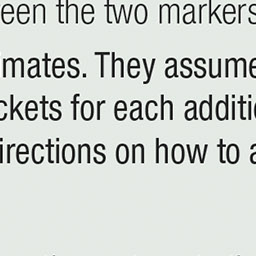 een the two markers
imates. They assume
ckets for each additi
irections on how to a